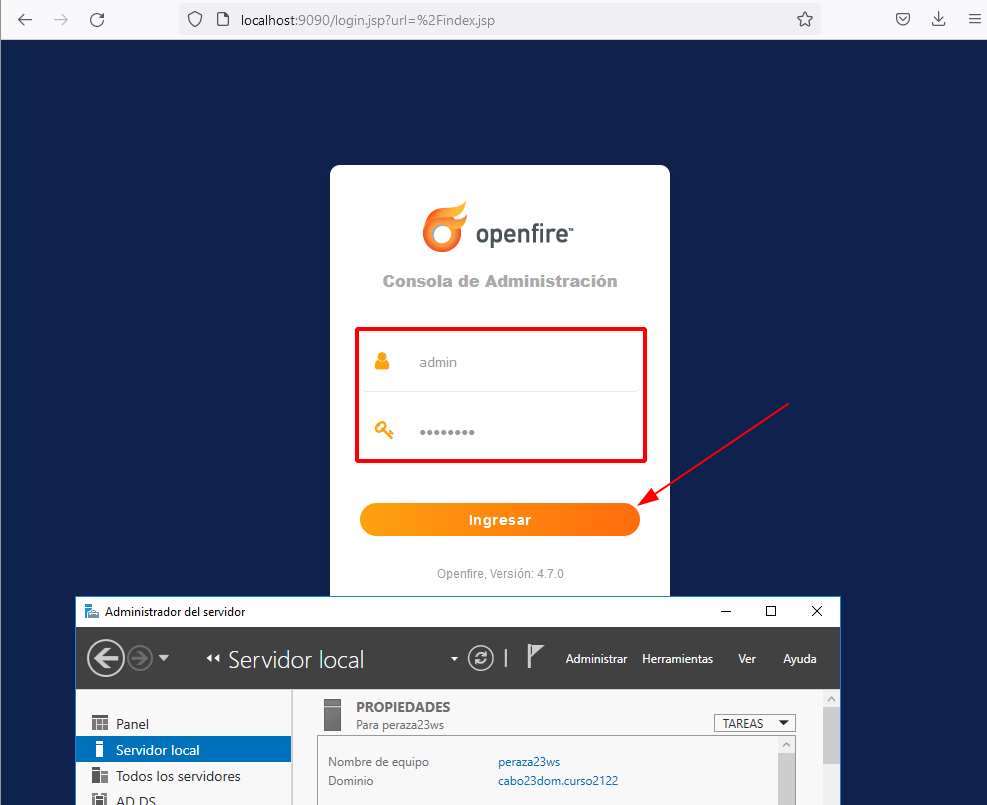 localhost:9090/login.jsp?url=%2Findex.jsp
openfire™
Consola de Administración
admin
••••••••
Ingresar
Openfire, Versión: 4.7.0
Administrador del servidor
Servidor local
Administrar Herramientas Ver Ayuda
Panel
Servidor local
Todos los servidores
AD DS
PROPIEDADES
Para peraza23ws
TAREAS
Nombre de equipo peraza23ws
Dominio cabo23dom.curso2122